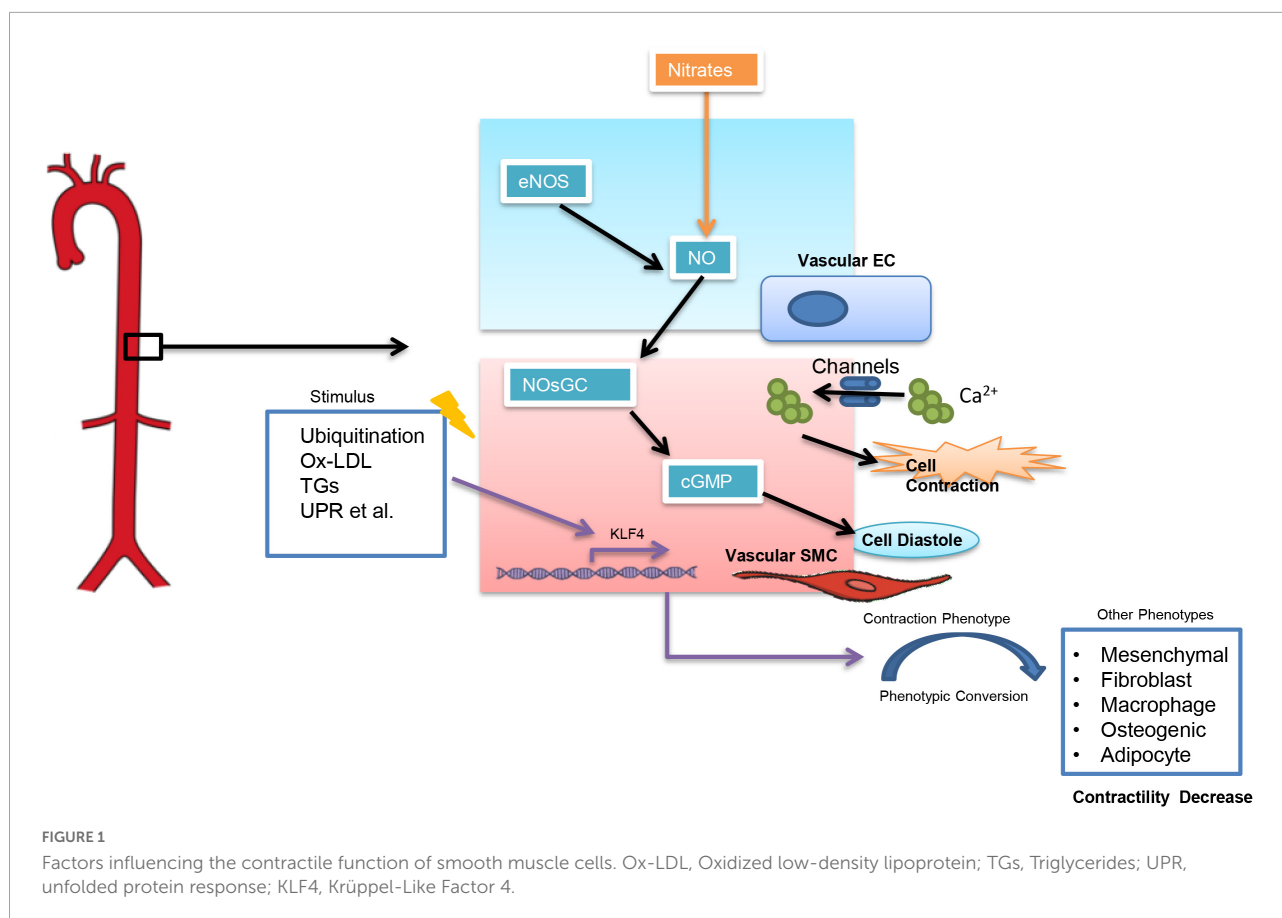 Nitrates
eNOS
NO
Vascular EC
NOsGC
Channels
Ca²⁺
Stimulus
Ubiquitination
Ox-LDL
TGs
UPR et al.
Cell
Contraction
cGMP
KLF4
Cell Diastole
Vascular SMC
Contraction Phenotype
Phenotypic Conversion
Other Phenotypes
• Mesenchymal
• Fibroblast
• Macrophage
• Osteogenic
• Adipocyte
Contractility Decrease
FIGURE 1
Factors influencing the contractile function of smooth muscle cells. Ox-LDL, Oxidized low-density lipoprotein; TGs, Triglycerides; UPR,
unfolded protein response; KLF4, Krüppel-Like Factor 4.